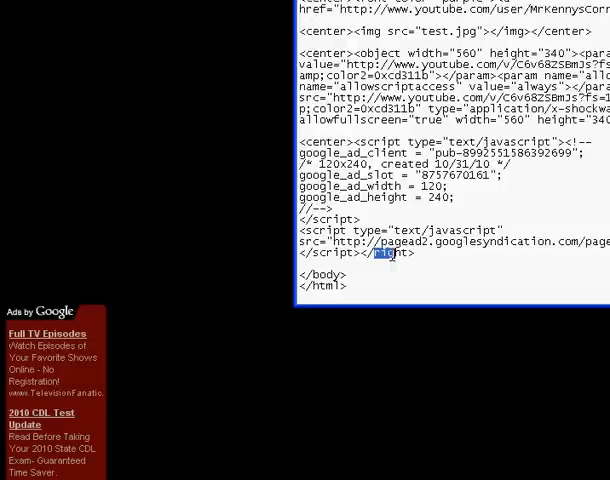 href="http://www.youtube.com/user/MrKennysCorr
<center><img src="test.jpg"></img></center>
<center><object width="560" height="340"><para
value="http://www.youtube.com/v/C6v68ZSBmJs?fs=
amp;color2=0xcd311b"></param><param name="allo
name="allowscriptaccess" value="always"></param
src="http://www.youtube.com/v/C6v68ZSBmJs?fs=1
p;color2=0xcd311b" type="application/x-shockwa
allowfullscreen="true" width="560" height="340
<center><script type="text/javascript"><!--
google_ad_client = "pub-8992551586392699";
/* 120x240, created 10/31/10 */
google_ad_slot = "8757670161";
google_ad_width = 120;
google_ad_height = 240;
//-->
</script>
<script type="text/javascript"
src="http://pagead2.googlesyndication.com/page
</script></right>
</body>
</html>
Ads by Google
Full TV Episodes
Watch Episodes of
Your Favorite Shows
Online - No
Registration!
www.TelevisionFanatic.
2010 CDL Test
Update
Read Before Taking
Your 2010 State CDL
Exam- Guaranteed
Time Saver.